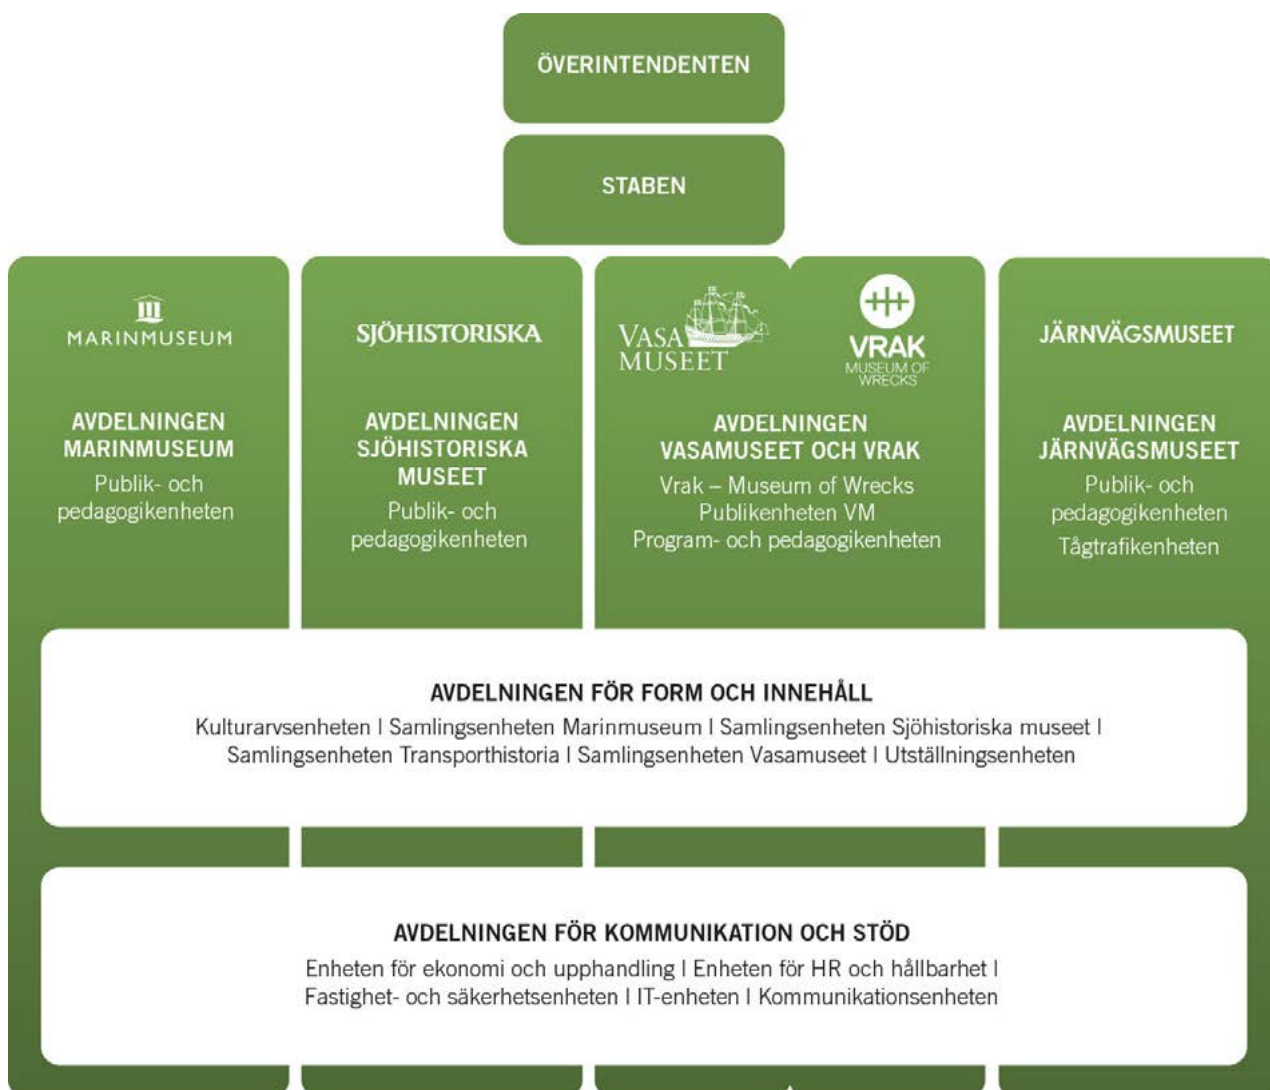 ÖVERINTENDENTEN
STABEN
MARINMUSEUM
AVDELNINGEN
MARINMUSEUM
Publik- och
pedagogikenheten
SJÖHISTORISKA
AVDELNINGEN
SJÖHISTORISKA
MUSEET
Publik- och
pedagogikenheten
VASA
MUSEET
VRAK
MUSEUM OF
WRECKS
AVDELNINGEN
VASAMUSEET OCH VRAK
Vrak – Museum of Wrecks
Publikenheten VM
Program- och pedagogikenheten
JÄRNVÄGSMUSEET
AVDELNINGEN
JÄRNVÄGSMUSEET
Publik- och
pedagogikenheten
Tågtrafikenheten
AVDELNINGEN FÖR FORM OCH INNEHÅLL
Kulturarvsenheten | Samlingsenheten Marinmuseum | Samlingsenheten Sjöhistoriska museet |
Samlingsenheten Transporthistoria | Samlingsenheten Vasamuseet | Utställningsenheten
AVDELNINGEN FÖR KOMMUNIKATION OCH STÖD
Enheten för ekonomi och upphandling | Enheten för HR och hållbarhet |
Fastighet- och säkerhetsenheten | IT-enheten | Kommunikationsenheten